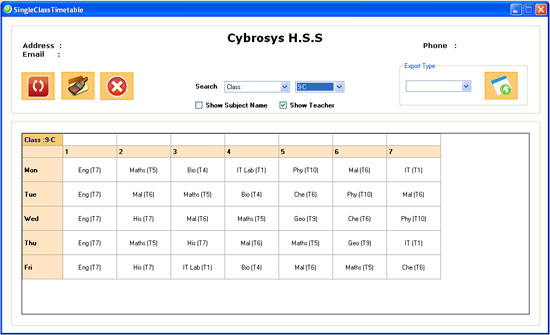 SingleClassTimetable
Cybrosys H.S.S
Address :
Phone :
Email :
Export Type
Search Class 9-C
Show Subject Name Show Teacher
Class :9-C
1 2 3 4 5 6 7
Mon Eng (T7) Maths (T5) Bio (T4) IT Lab (T1) Phy (T10) Mal (T6) IT (T1)
Tue Eng (T7) Mal (T6) Maths (T5) Bio (T4) Che (T6) Phy (T10) Mal (T6)
Wed Eng (T7) His (T7) Mal (T6) Maths (T5) Geo (T9) Che (T6) Phy (T10)
Thu Eng (T7) Maths (T5) His (T7) Mal (T6) Maths (T5) Geo (T9) IT (T1)
Fri Eng (T7) His (T7) IT Lab (T1) Bio (T4) Mal (T6) Maths (T5) Che (T6)